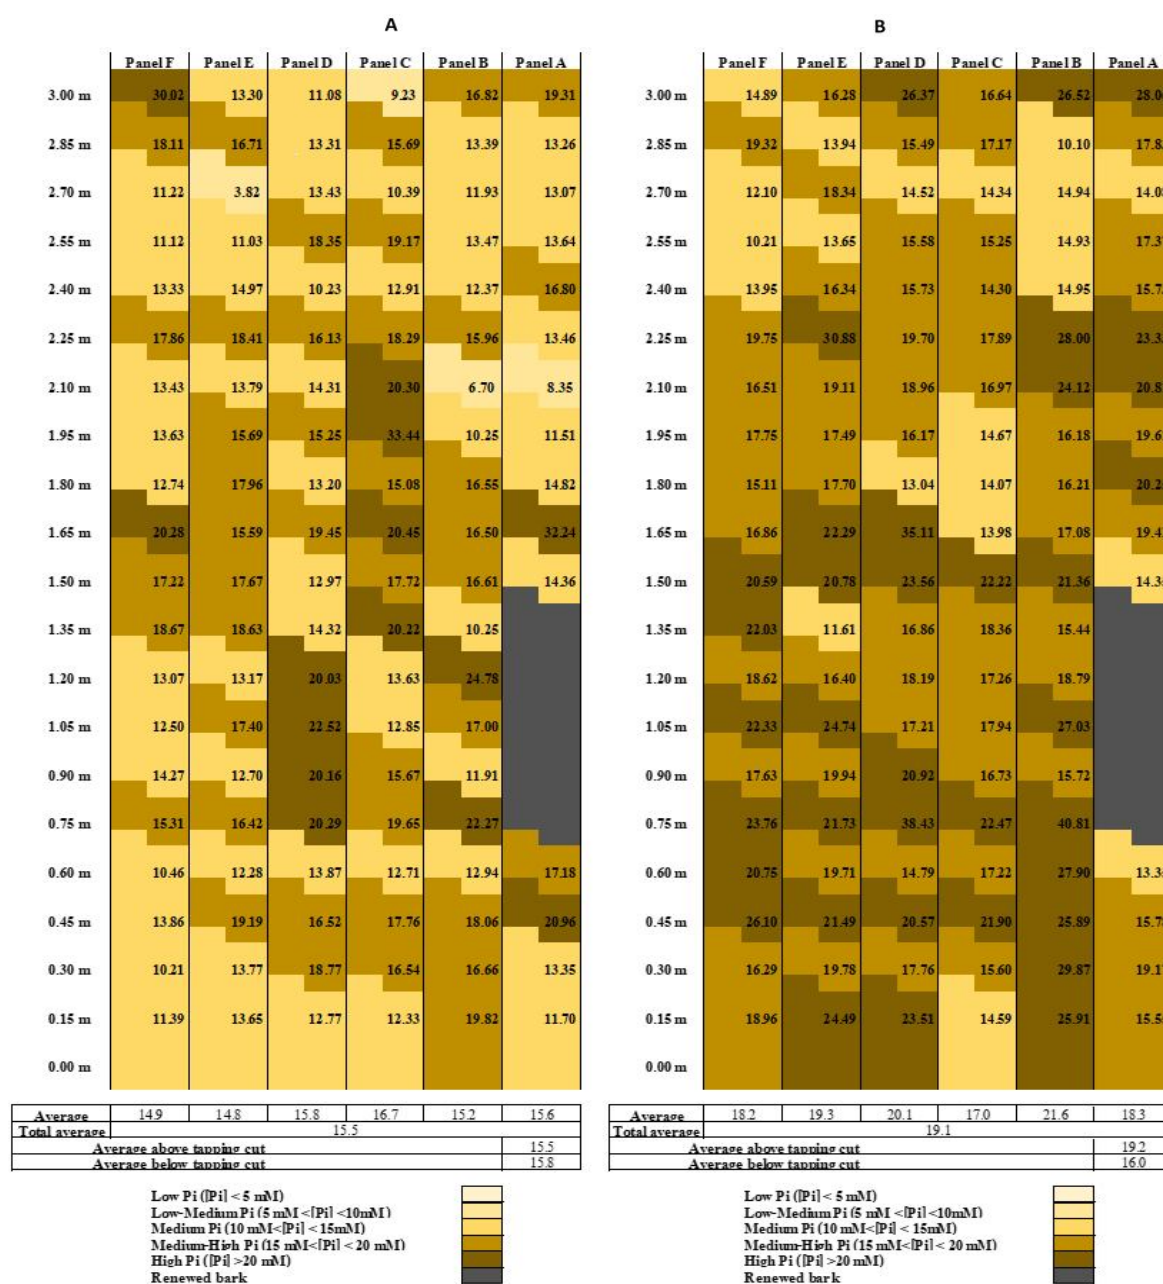 A B
Panel F Panel E Panel D Panel C Panel B Panel A Panel F Panel E Panel D Panel C Panel B Panel A
3.00 m 30.02 13.30 11.08 9.23 16.82 19.31 3.00 m 14.89 16.28 26.37 16.64 26.52
2.85 m 18.11 16.71 13.31 15.69 13.39 13.26 2.85 m 19.32 13.94 15.49 17.17 10.10
2.70 m 11.22 3.82 13.43 10.39 11.93 13.07 2.70 m 12.10 18.34 14.52 14.34 14.94
2.55 m 11.12 11.03 18.35 19.17 13.47 13.64 2.55 m 10.21 13.65 15.58 15.25 14.93
2.40 m 13.33 14.97 10.23 12.91 12.37 16.80 2.40 m 13.95 16.34 15.73 14.30 14.95
2.25 m 17.86 18.41 16.13 18.29 15.96 13.46 2.25 m 19.75 30.88 19.70 17.89 28.00
2.10 m 13.43 13.79 14.31 20.30 6.70 8.35 2.10 m 16.51 19.11 18.96 16.97 24.12
1.95 m 13.63 15.69 15.25 33.44 10.25 11.51 1.95 m 17.75 17.49 16.17 14.67 16.18
1.80 m 12.74 17.96 13.20 15.08 16.55 14.82 1.80 m 15.11 17.70 13.04 14.07 16.21
1.65 m 20.28 15.59 19.45 20.45 16.50 32.24 1.65 m 16.86 22.29 35.11 13.98 17.08
1.50 m 17.22 17.67 12.97 17.72 16.61 14.36 1.50 m 20.59 20.78 23.56 22.22 21.36
1.35 m 18.67 18.63 14.32 20.22 10.25 1.35 m 22.03 11.61 16.86 18.36 15.44
1.20 m 13.07 13.17 20.03 13.63 24.78 1.20 m 18.62 16.40 18.19 17.26 18.79
1.05 m 12.50 17.40 22.52 12.85 17.00 1.05 m 22.33 24.74 17.21 17.94 27.03
0.90 m 14.27 12.70 20.16 15.67 11.91 0.90 m 17.63 19.94 20.92 16.73 15.72
0.75 m 15.31 16.42 20.29 19.65 22.27 0.75 m 23.76 21.73 38.43 22.47 40.81
0.60 m 10.46 12.28 13.87 12.71 12.94 17.18 0.60 m 20.75 19.71 14.79 17.22 27.90
0.45 m 13.86 19.19 16.52 17.76 18.06 20.96 0.45 m 26.10 21.49 20.57 21.90 25.89
0.30 m 10.21 13.77 18.77 16.54 16.66 13.35 0.30 m 16.29 19.78 17.76 15.60 29.87
0.15 m 11.39 13.65 12.77 12.33 19.82 11.70 0.15 m 18.96 24.49 23.51 14.59 25.91
0.00 m 0.00 m
Average 14.9 14.8 15.8 16.7 15.2 15.6 Average 18.2 19.3 20.1 17.0 21.6 18.3
Total average 15.5 Total average 19.1
Average above tapping cut 15.5 Average above tapping cut 19.2
Average below tapping cut 15.8 Average below tapping cut 16.0
Low Pi ([Pi] < 5 mM) Low Pi ([Pi] < 5 mM)
Low-Medium Pi (5 mM <[Pi] <10mM) Low-Medium Pi (5 mM <[Pi] <10mM)
Medium Pi (10 mM<[Pi] < 15mM) Medium Pi (10 mM<[Pi] < 15mM)
Medium-High Pi (15 mM<[Pi] < 20 mM) Medium-High Pi (15 mM<[Pi] < 20 mM)
High Pi ([Pi] >20 mM) High Pi ([Pi] >20 mM)
Renewed bark Renewed bark